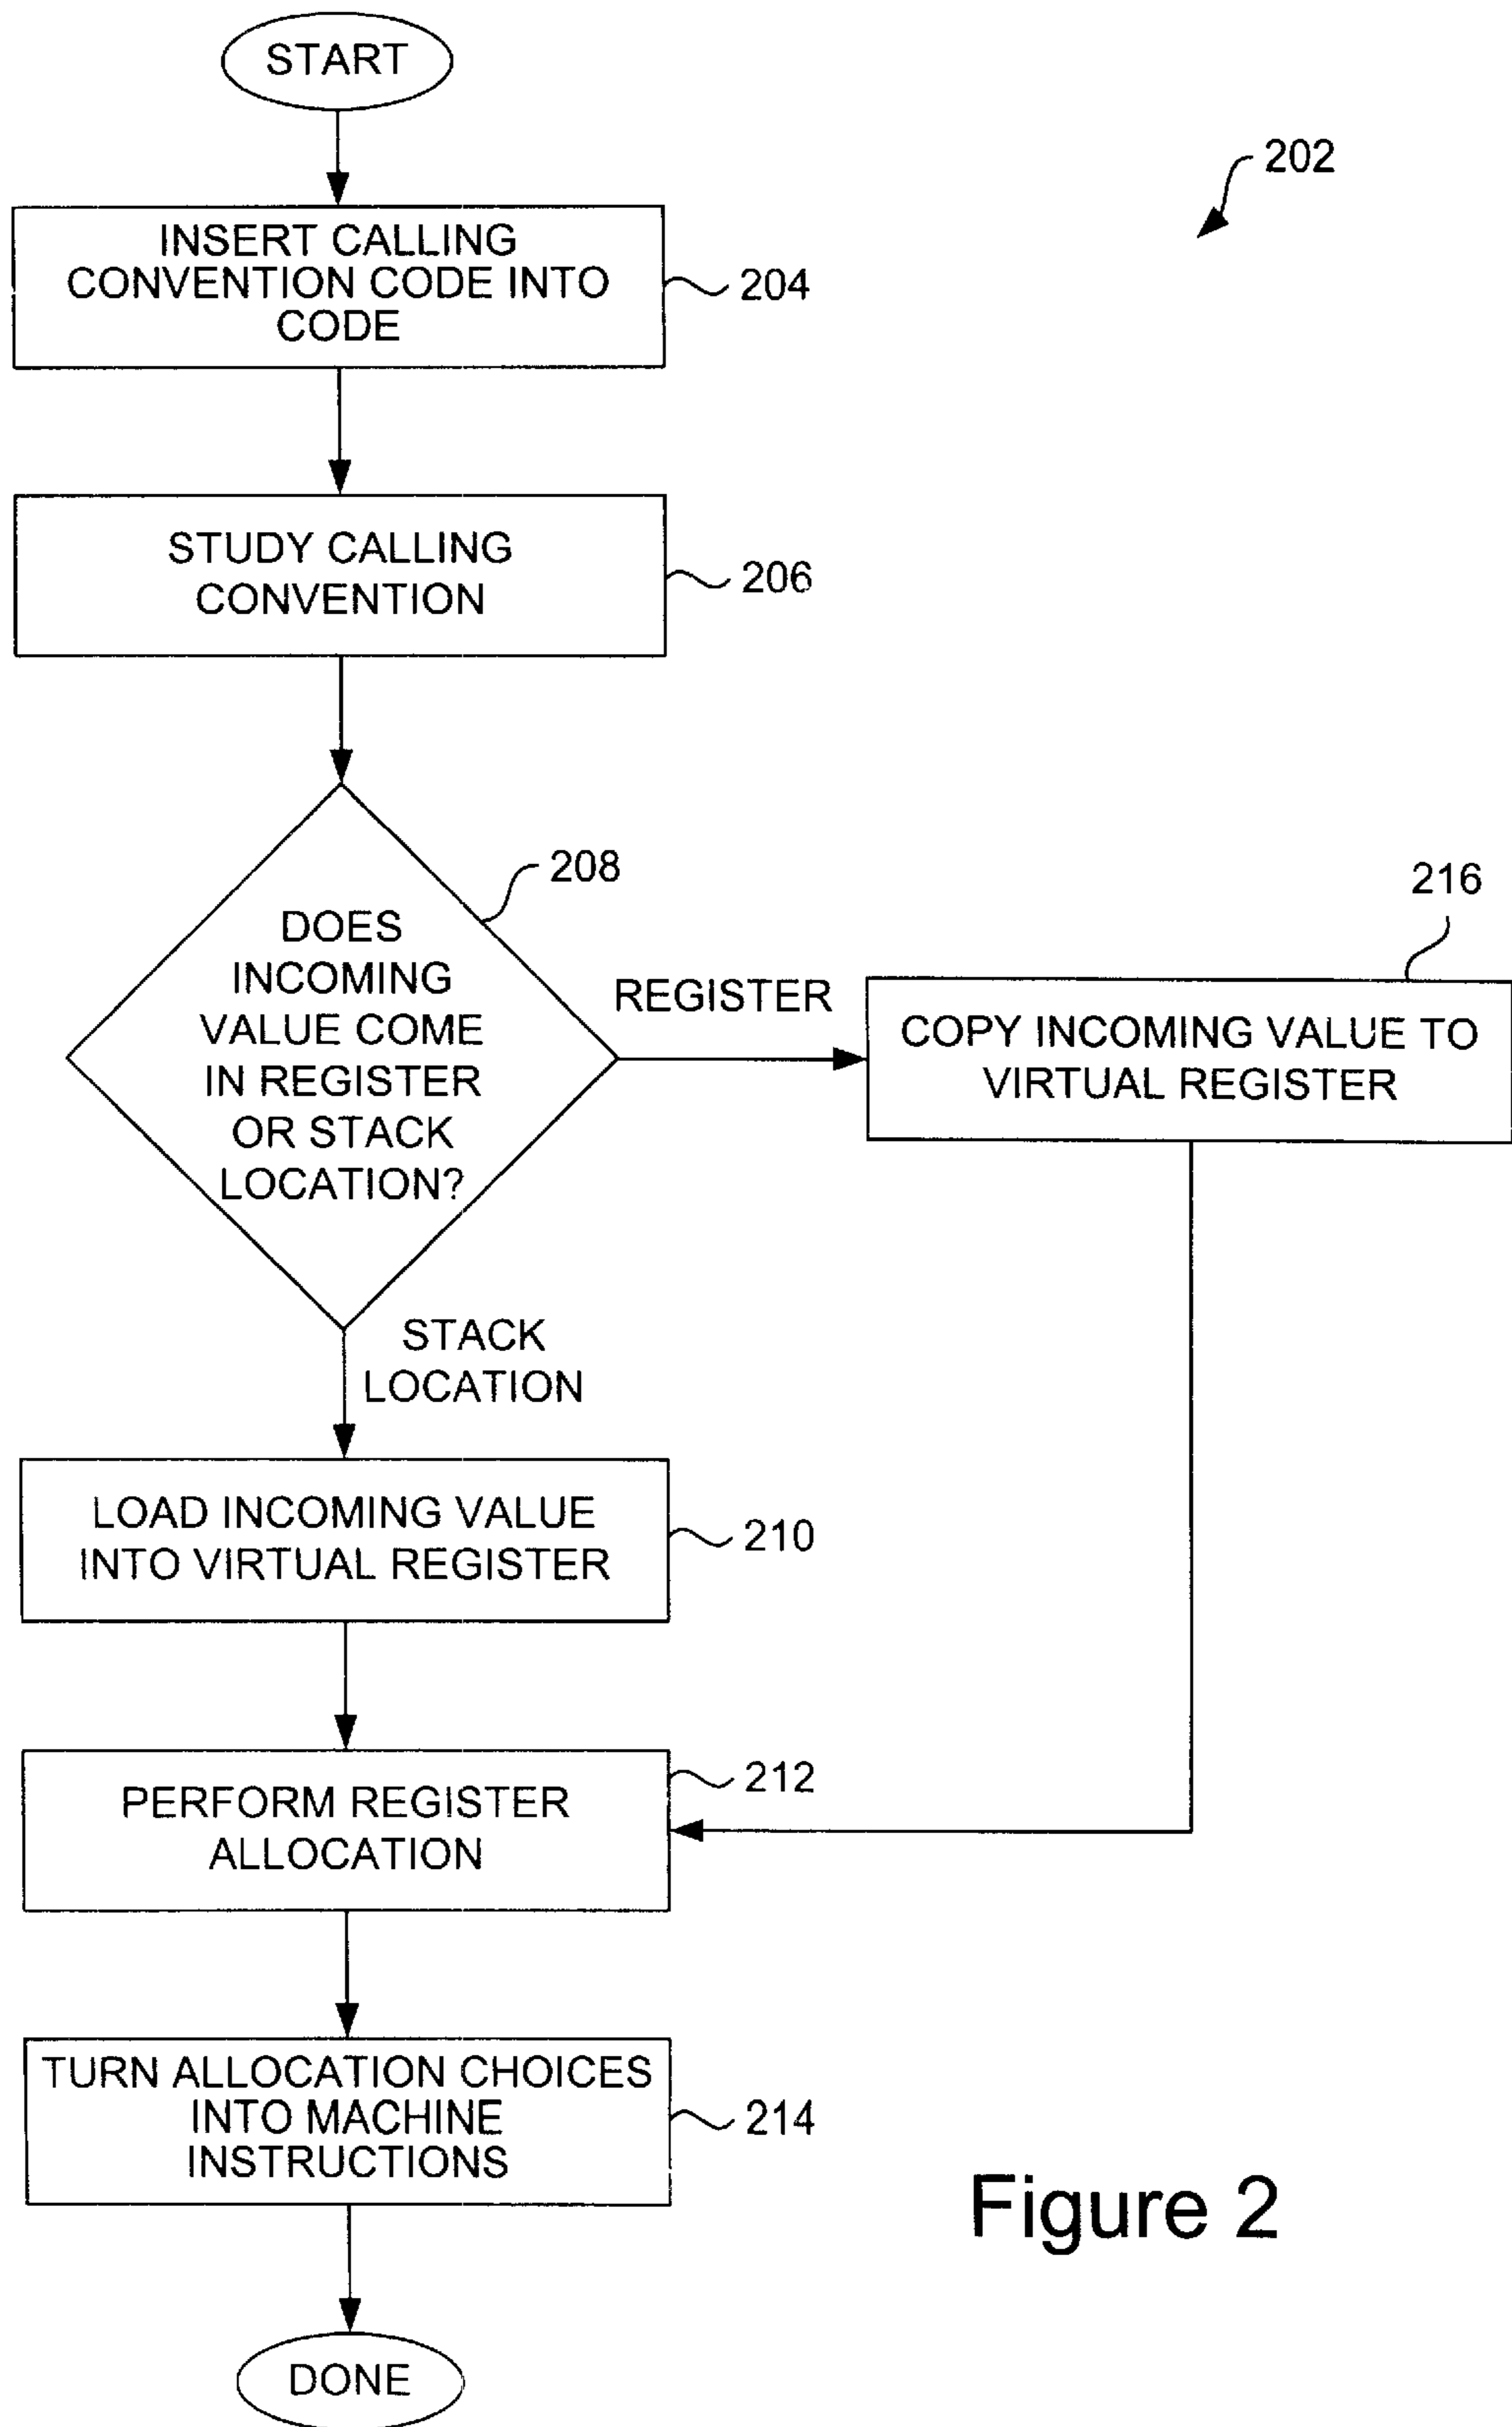 START
202
INSERT CALLING
CONVENTION CODE INTO
CODE
204
STUDY CALLING
CONVENTION
206
208
DOES
INCOMING
VALUE COME
IN REGISTER
OR STACK
LOCATION?
REGISTER
216
COPY INCOMING VALUE TO
VIRTUAL REGISTER
STACK
LOCATION
LOAD INCOMING VALUE
INTO VIRTUAL REGISTER
210
PERFORM REGISTER
ALLOCATION
212
TURN ALLOCATION CHOICES
INTO MACHINE
INSTRUCTIONS
214
Figure 2
DONE